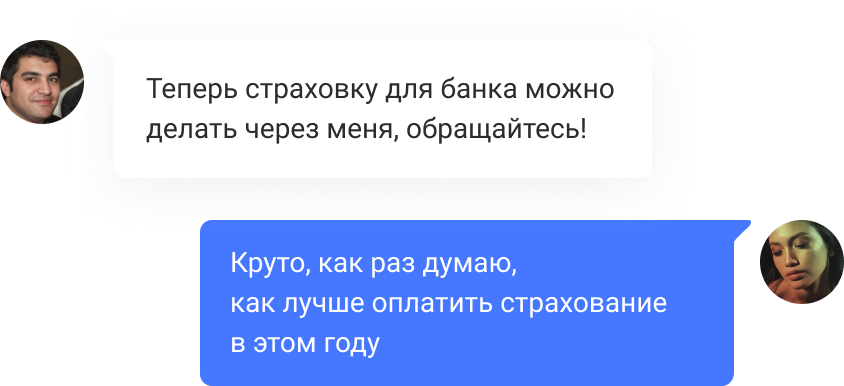 Теперь страховку для банка можно
делать через меня, обращайтесь!
Круто, как раз думаю,
как лучше оплатить страхование
в этом году